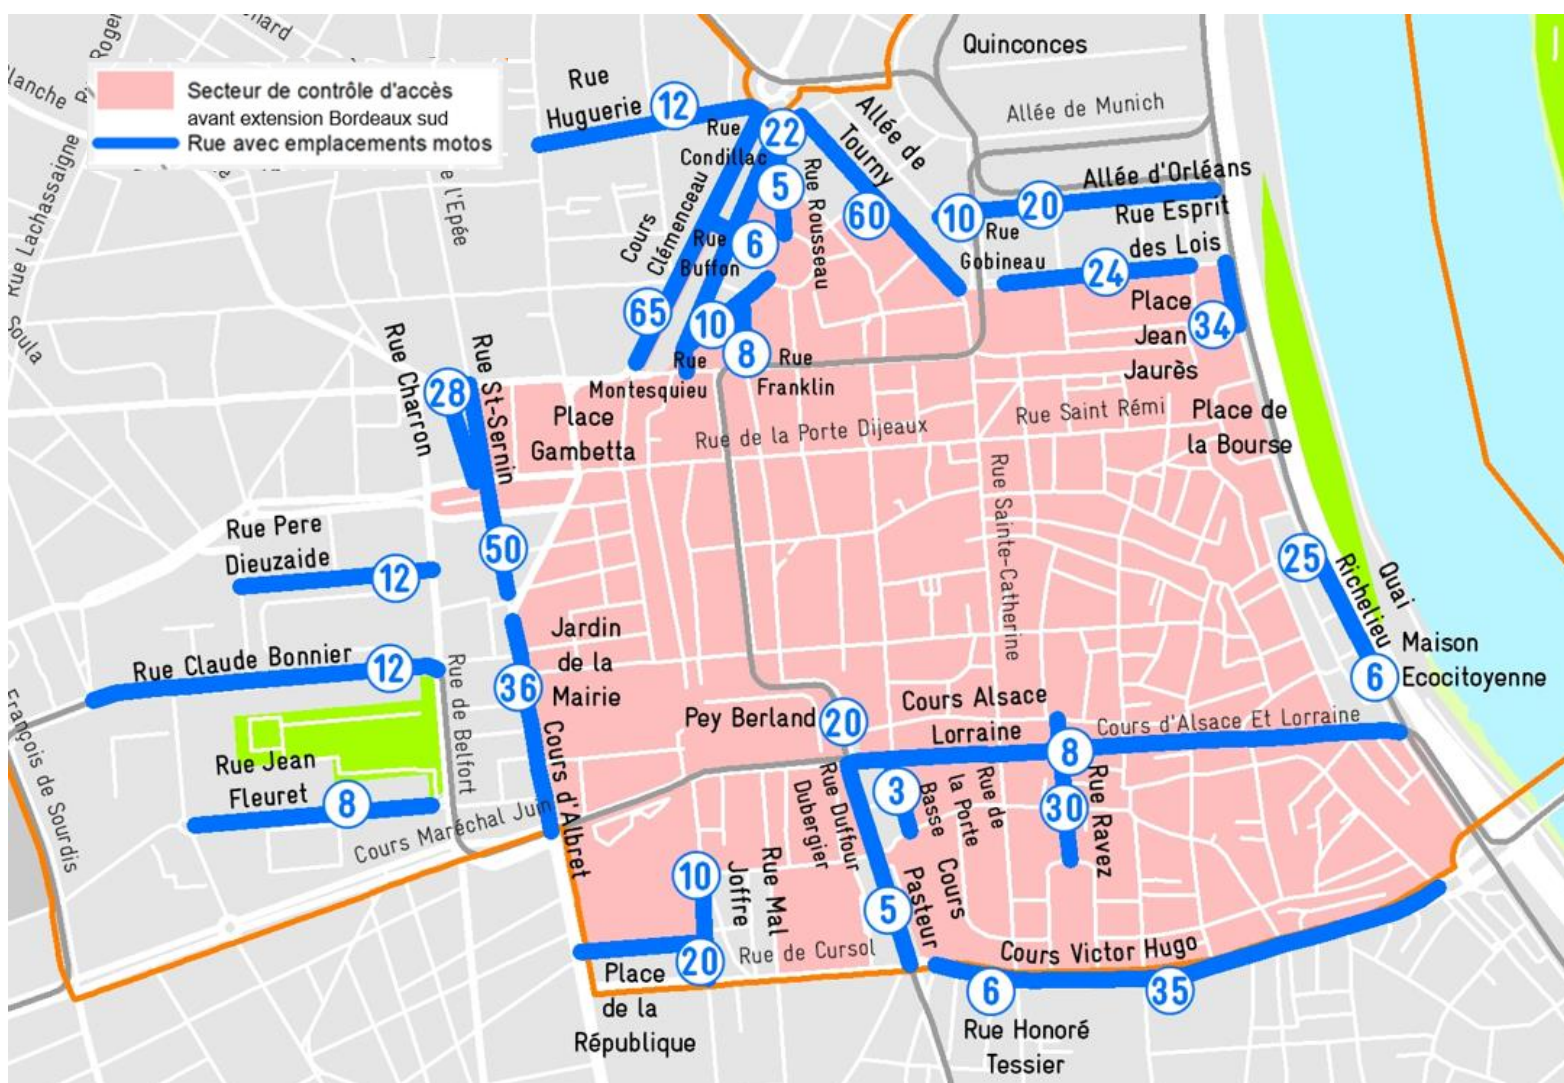 Quinconces
Rue
Huguerie
12
Secteur de contrôle d'accès
avant extension Bordeaux sud
Rue avec emplacements motos
Rue
Condillac
22
5
Allée de
Tourny
60
Allée de Munich
Allée d'Orléans
10
20
Rue
Gobineau
Rue Esprit
des Lois
24
Place
Jean
Jaurès
34
Rue Lachassaigne
Soula
l'Epée
Cours
Clémenceau
65
Rue
Buffon
6
Rue Rousseau
10
8
Rue
Montesquieu
Rue
Franklin
Rue Charron
28
Rue St-Sernin
Place
Gambetta
Rue de la Porte Dijeaux
Rue Saint Rémi
Place de
la Bourse
Rue Sainte-Catherine
Rue Pere
Dieuzaide
12
50
25
Quai
Richelieu
6
Maison
Ecocitoyenne
Rue Claude Bonnier
12
Jardin
de la
Mairie
36
Rue de Belfort
Cours d'Albret
Pey Berland
20
Cours Alsace
Lorraine
8
Cours d'Alsace Et Lorraine
François de Sourdis
Rue Jean
Fleuret
8
Cours Maréchal Juin
Rue Duffour
Dubergier
3
Basse
Rue de
la Porte
30
Rue Ravez
10
Rue Mal
Joffre
5
Cours
Pasteur
20
Rue de Cursol
Place
de la
République
Cours Victor Hugo
6
35
Rue Honoré
Tessier